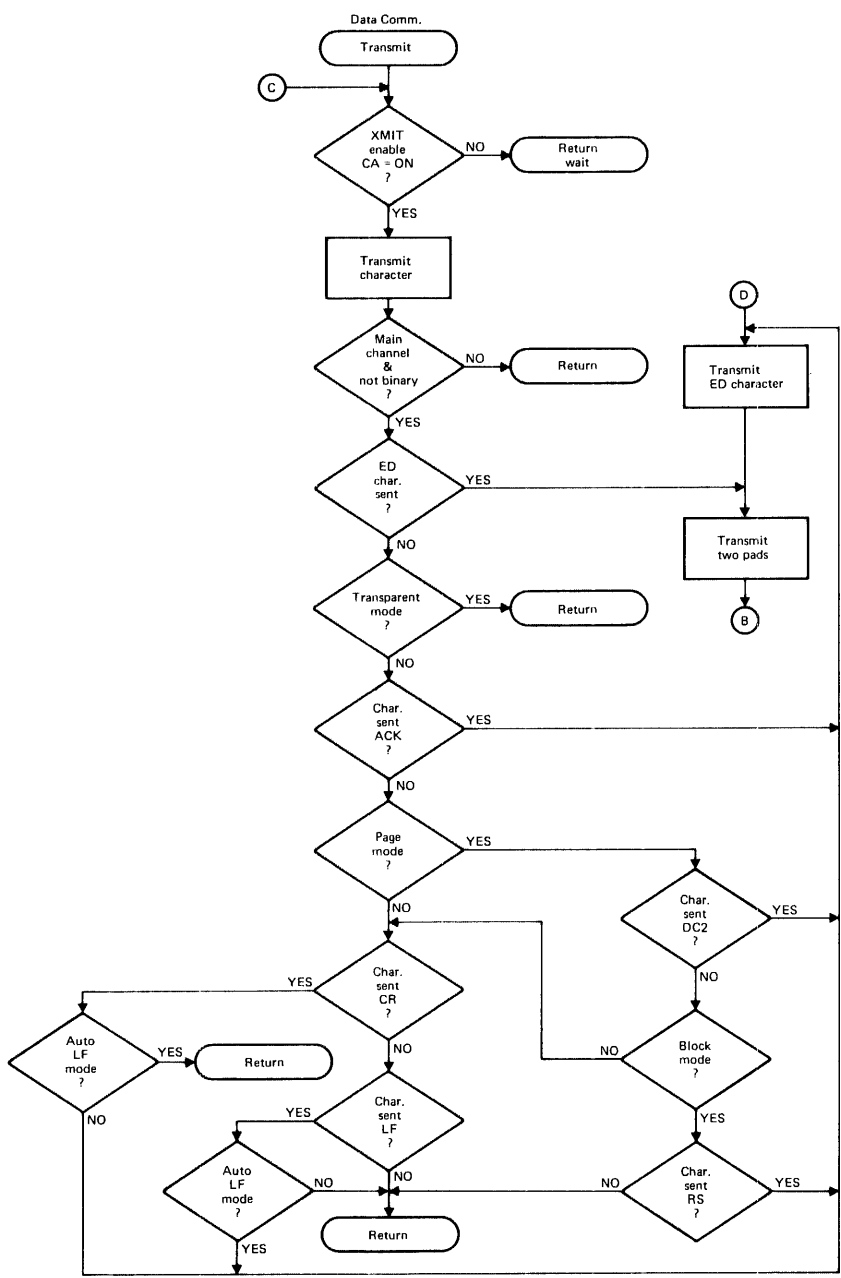 Data Comm.
Transmit
C
XMIT
enable
CA = ON
?
NO
Return
wait
YES
Transmit
character
D
Main
channel
&
not binary
?
NO
Return
Transmit
ED character
YES
ED
char.
sent
?
YES
Transmit
two pads
NO
Transparent
mode
?
YES
Return
B
NO
Char.
sent
ACK
?
YES
NO
Page
mode
?
YES
Char.
sent
DC2
?
YES
NO
NO
Char.
sent
CR
?
YES
Auto
LF
mode
?
YES
Return
NO
NO
Block
mode
?
NO
YES
Char.
sent
LF
?
YES
NO
Auto
LF
mode
?
NO
YES
Return
Char.
sent
RS
?
NO
YES